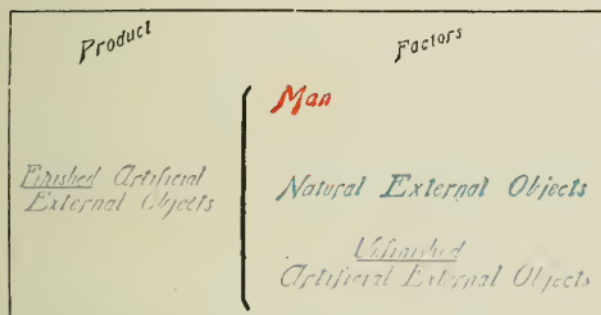 Product
Factors
Man
Finished Artificial
External Objects
Natural External Objects
Unfinished
Artificial External Objects